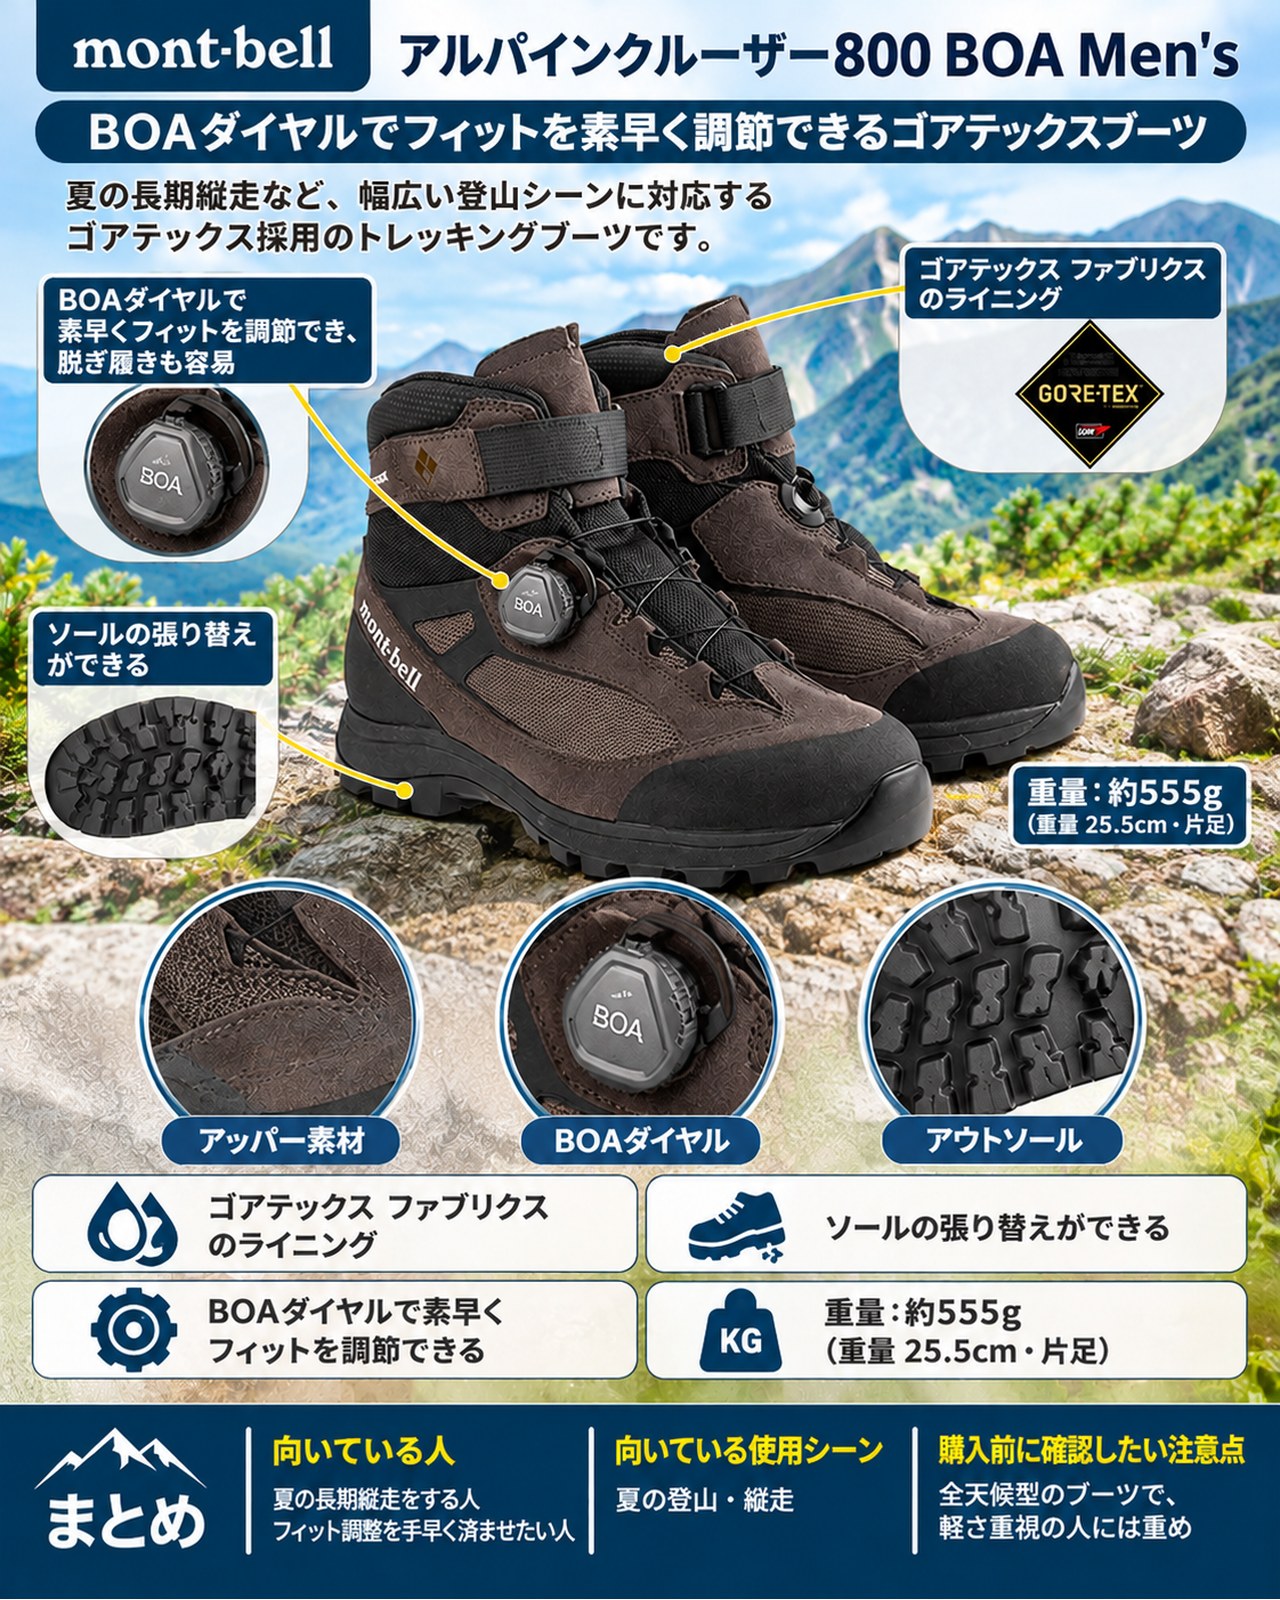 mont-bell
アルパインクルーザー800 BOA Men's
BOAダイヤルでフィットを素早く調節できるゴアテックスブーツ
夏の長期縦走など、幅広い登山シーンに対応する
ゴアテックス採用のトレッキングブーツです。
BOAダイヤルで
素早くフィットを調節でき、
脱ぎ履きも容易
BOA
ゴアテックス ファブリクス
のライニング
GORE-TEX
BOA
mont-bell
ソールの張り替え
ができる
重量：約555g
（重量 25.5cm・片足）
BOA
アッパー素材
BOAダイヤル
アウトソール
ゴアテックス ファブリクス
のライニング
ソールの張り替えができる
BOAダイヤルで素早く
フィットを調節できる
KG
重量：約555g
（重量 25.5cm・片足）
まとめ
向いている人
夏の長期縦走をする人
フィット調整を手早く済ませたい人
向いている使用シーン
夏の登山・縦走
購入前に確認したい注意点
全天候型のブーツで、
軽さ重視の人には重め